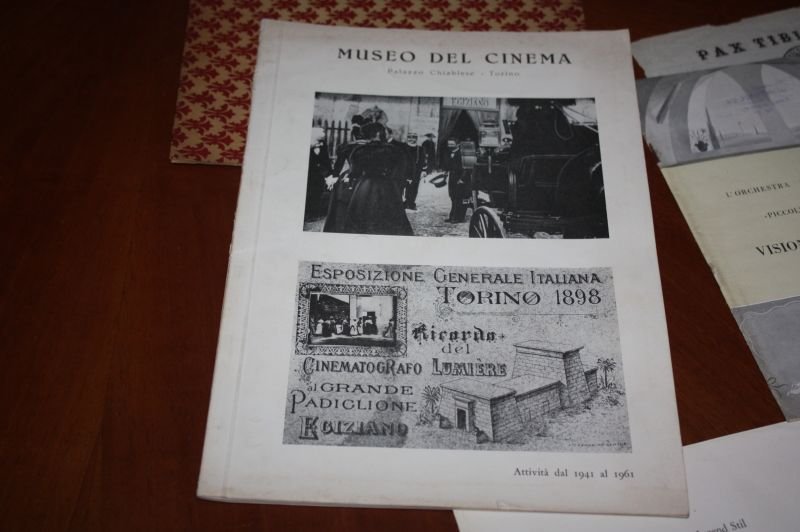 MUSEO DEL CINEMA
Palazzo Chiablese - Torino
EGIZIANO
ESPOSIZIONE GENERALE ITALIANA
TORINO 1898
Ricordo
del
CINEMATOGRAFO LUMIÈRE
al GRANDE
PADIGLIONE
EGIZIANO
Attività dal 1941 al 1961
PAX TIBI
L'ORCHESTRA
VISION
Stil